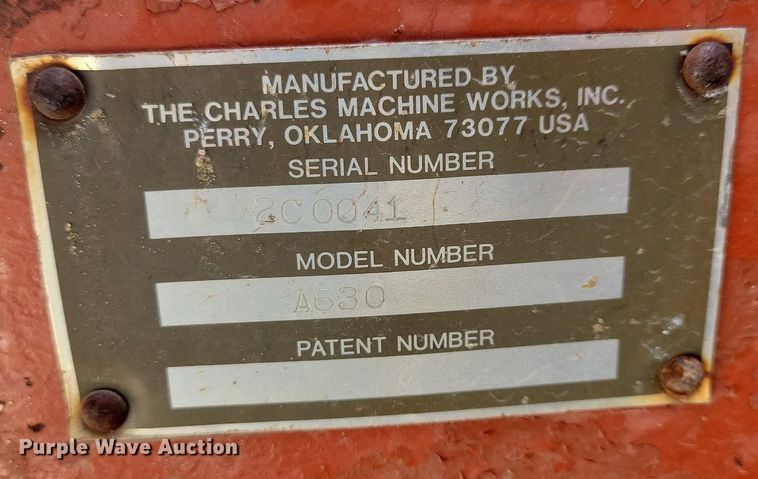 MANUFACTURED BY
THE CHARLES MACHINE WORKS, INC.
PERRY, OKLAHOMA 73077 USA
SERIAL NUMBER
2C0041
MODEL NUMBER
A630
PATENT NUMBER
Purple Wave Auction